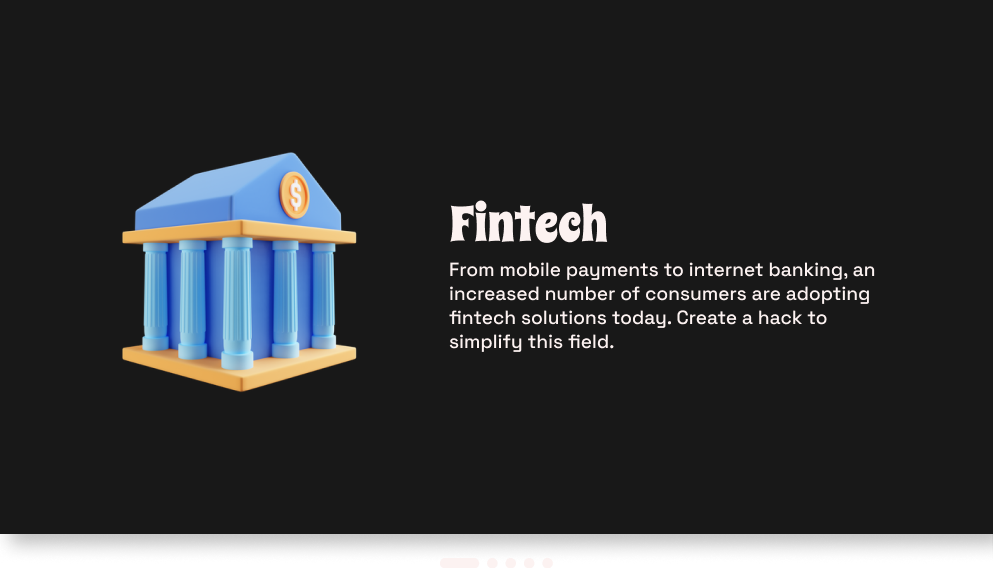 $
Fintech
From mobile payments to internet banking, an
increased number of consumers are adopting
fintech solutions today. Create a hack to
simplify this field.